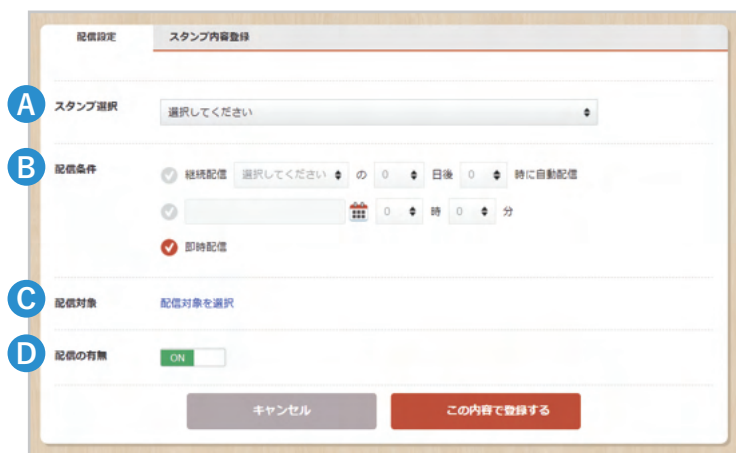 配信設定 スタンプ内容登録
A スタンプ選択 選択してください
B 配信条件 継続配信 選択してください の 0 日後 0 時に自動配信
0 時 0 分
即時配信
C 配信対象 配信対象を選択
D 配信の有無 ON
キャンセル この内容で登録する